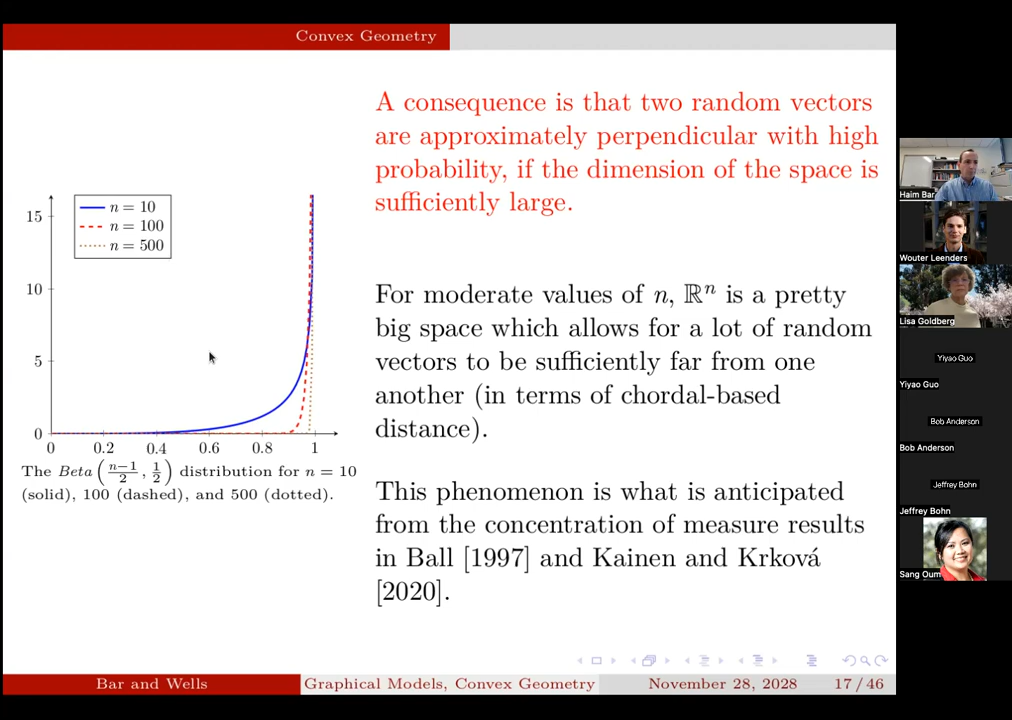 Convex Geometry
A consequence is that two random vectors
are approximately perpendicular with high
probability, if the dimension of the space is
sufficiently large.
15
10
5
0
n = 10
n = 100
n = 500
0 0.2 0.4 0.6 0.8 1
The Beta(n−1/2, 1/2) distribution for n = 10
(solid), 100 (dashed), and 500 (dotted).
For moderate values of n, ℝⁿ is a pretty
big space which allows for a lot of random
vectors to be sufficiently far from one
another (in terms of chordal-based
distance).
This phenomenon is what is anticipated
from the concentration of measure results
in Ball [1997] and Kainen and Krková
[2020].
Bar and Wells
Graphical Models, Convex Geometry
November 28, 2028
17 / 46
Haim Bar
Wouter Leenders
Lisa Goldberg
Yiyao Guo
Yiyao Guo
Bob Anderson
Bob Anderson
Jeffrey Bohn
Jeffrey Bohn
Sang Oum